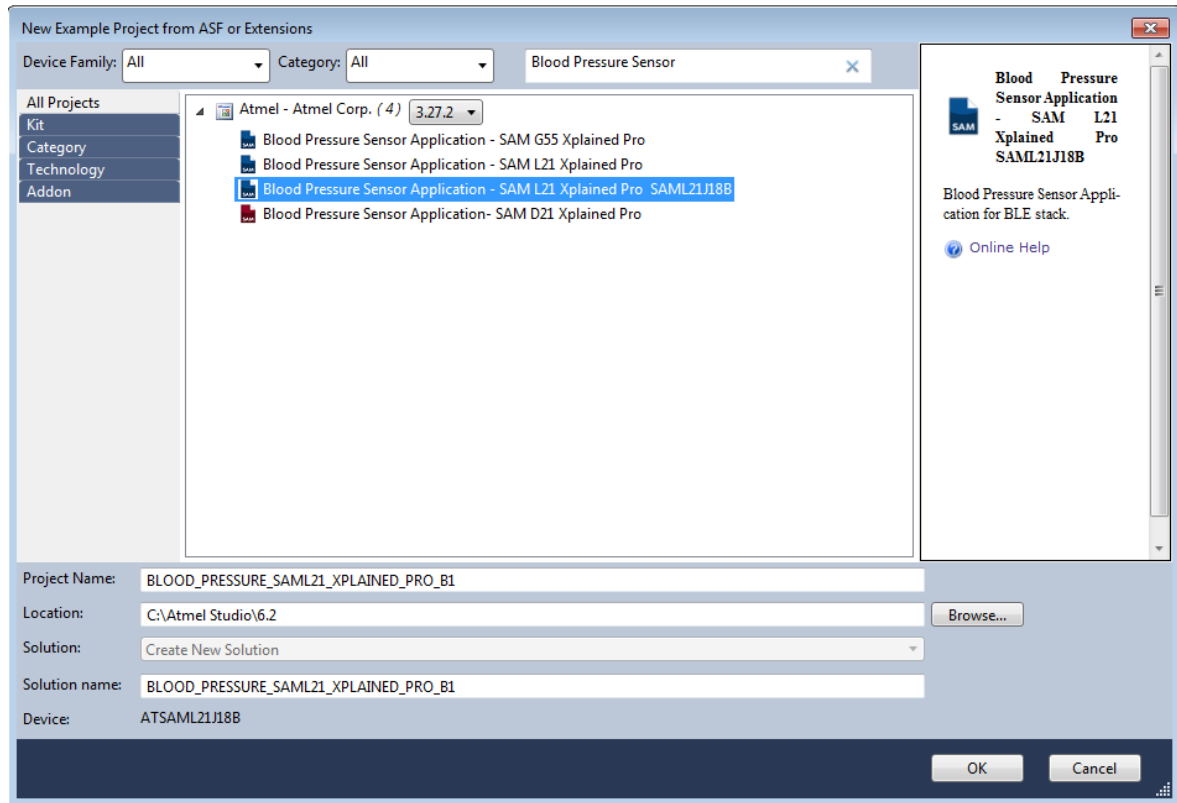 New Example Project from ASF or Extensions
Device Family: All Category: All Blood Pressure Sensor
All Projects
Kit
Category
Technology
Addon
Atmel - Atmel Corp. (4) 3.27.2
Blood Pressure Sensor Application - SAM G55 Xplained Pro
Blood Pressure Sensor Application - SAM L21 Xplained Pro
Blood Pressure Sensor Application - SAM L21 Xplained Pro SAML21J18B
Blood Pressure Sensor Application- SAM D21 Xplained Pro
SAM
Blood Pressure
Sensor Application
- SAM L21
Xplained Pro
SAML21J18B
Blood Pressure Sensor Appli-
cation for BLE stack.
Online Help
Project Name: BLOOD_PRESSURE_SAML21_XPLAINED_PRO_B1
Location: C:\Atmel Studio\6.2 Browse...
Solution: Create New Solution
Solution name: BLOOD_PRESSURE_SAML21_XPLAINED_PRO_B1
Device: ATSAML21J18B
OK Cancel